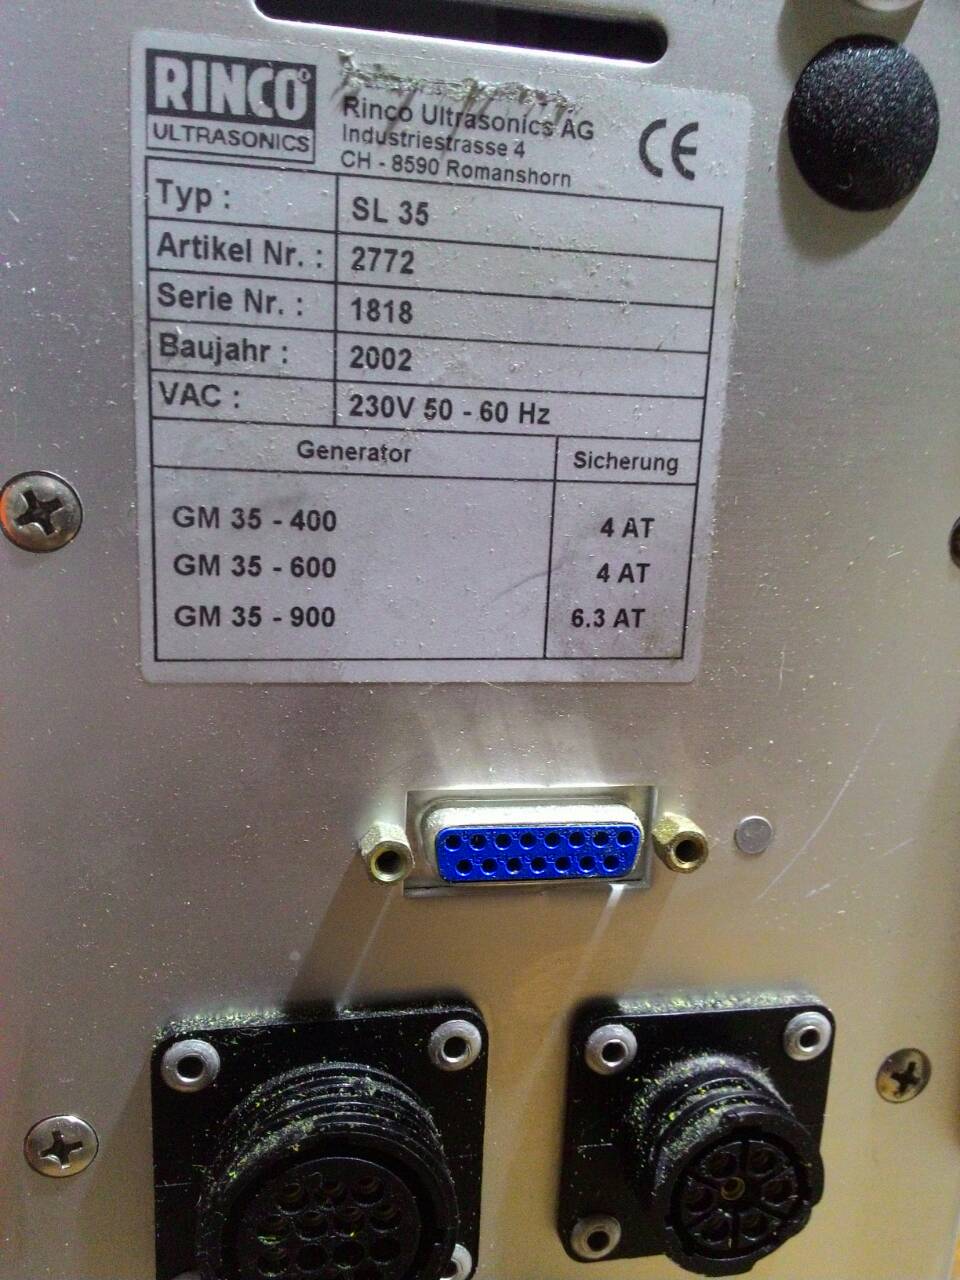 RINCO®
ULTRASONICS
Rinco Ultrasonics AG
Industriestrasse 4
CH - 8590 Romanshorn
CE
Typ : SL 35
Artikel Nr. : 2772
Serie Nr. : 1818
Baujahr : 2002
VAC : 230V 50 - 60 Hz
Generator Sicherung
GM 35 - 400 4 AT
GM 35 - 600 4 AT
GM 35 - 900 6.3 AT